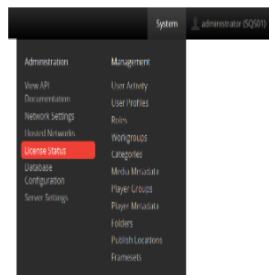 System administrator (SQS01)
Administration
View API
Documentation
Network Settings
Hosted Networks
License Status
Database
Configuration
Server Settings
Management
User Activity
User Profiles
Roles
Workgroups
Categories
Media Metadata
Player Groups
Player Metadata
Folders
Publish Locations
Framesets